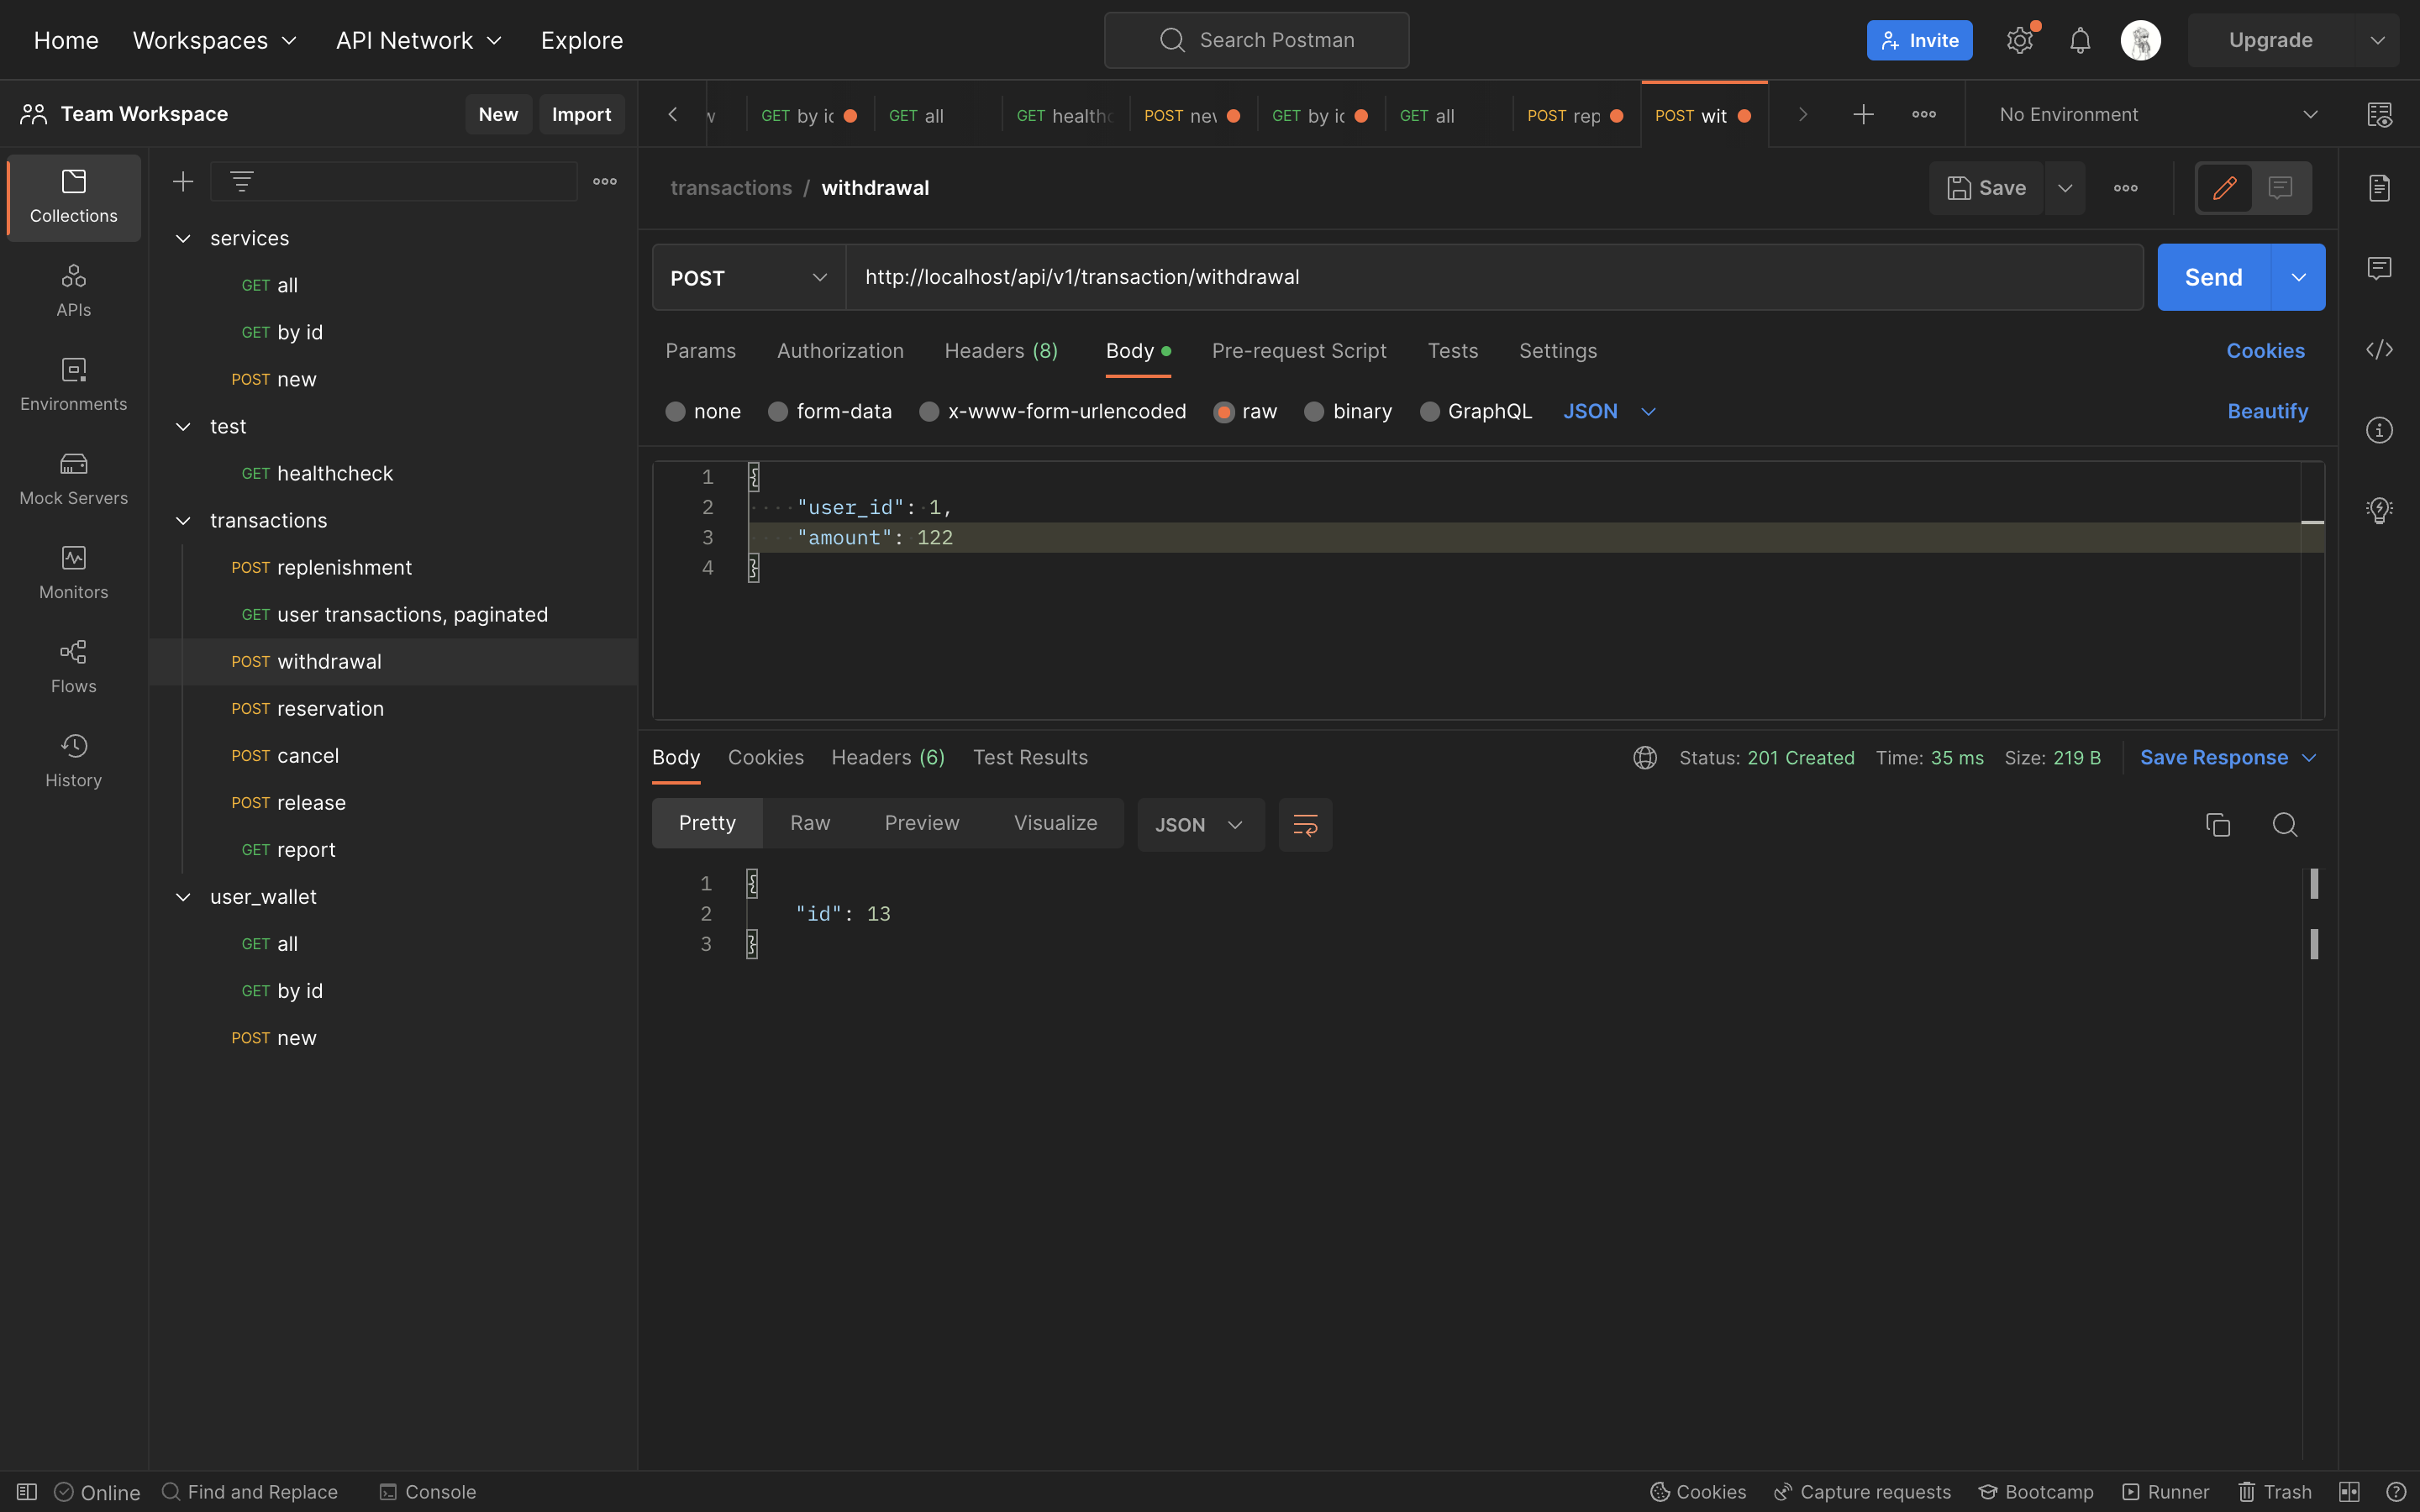 Home Workspaces API Network Explore Search Postman Invite Upgrade
Team Workspace New Import
GET by GET all GET POST GET by GET all POST POST No Environment
Collections
APIs
Environments
Mock Servers
Monitors
Flows
History
services
GET all
GET by id
POST new
test
GET healthcheck
transactions
POST replenishment
GET user transactions, paginated
POST withdrawal
POST reservation
POST cancel
POST release
GET report
user_wallet
GET all
GET by id
POST new
transactions / withdrawal Save
POST http://localhost/api/v1/transaction/withdrawal Send
Params Authorization Headers (8) Body Pre-request Script Tests Settings Cookies
none form-data x-www-form-urlencoded raw binary GraphQL JSON Beautify
1 {
2 "user_id": 1,
3 "amount": 122
4 }
Body Cookies Headers (6) Test Results Status: 201 Created Time: 35 ms Size: 219 B Save Response
Pretty Raw Preview Visualize JSON
1 {
2 "id": 13
3 }
Online Find and Replace Console Cookies Capture requests Bootcamp Runner Trash